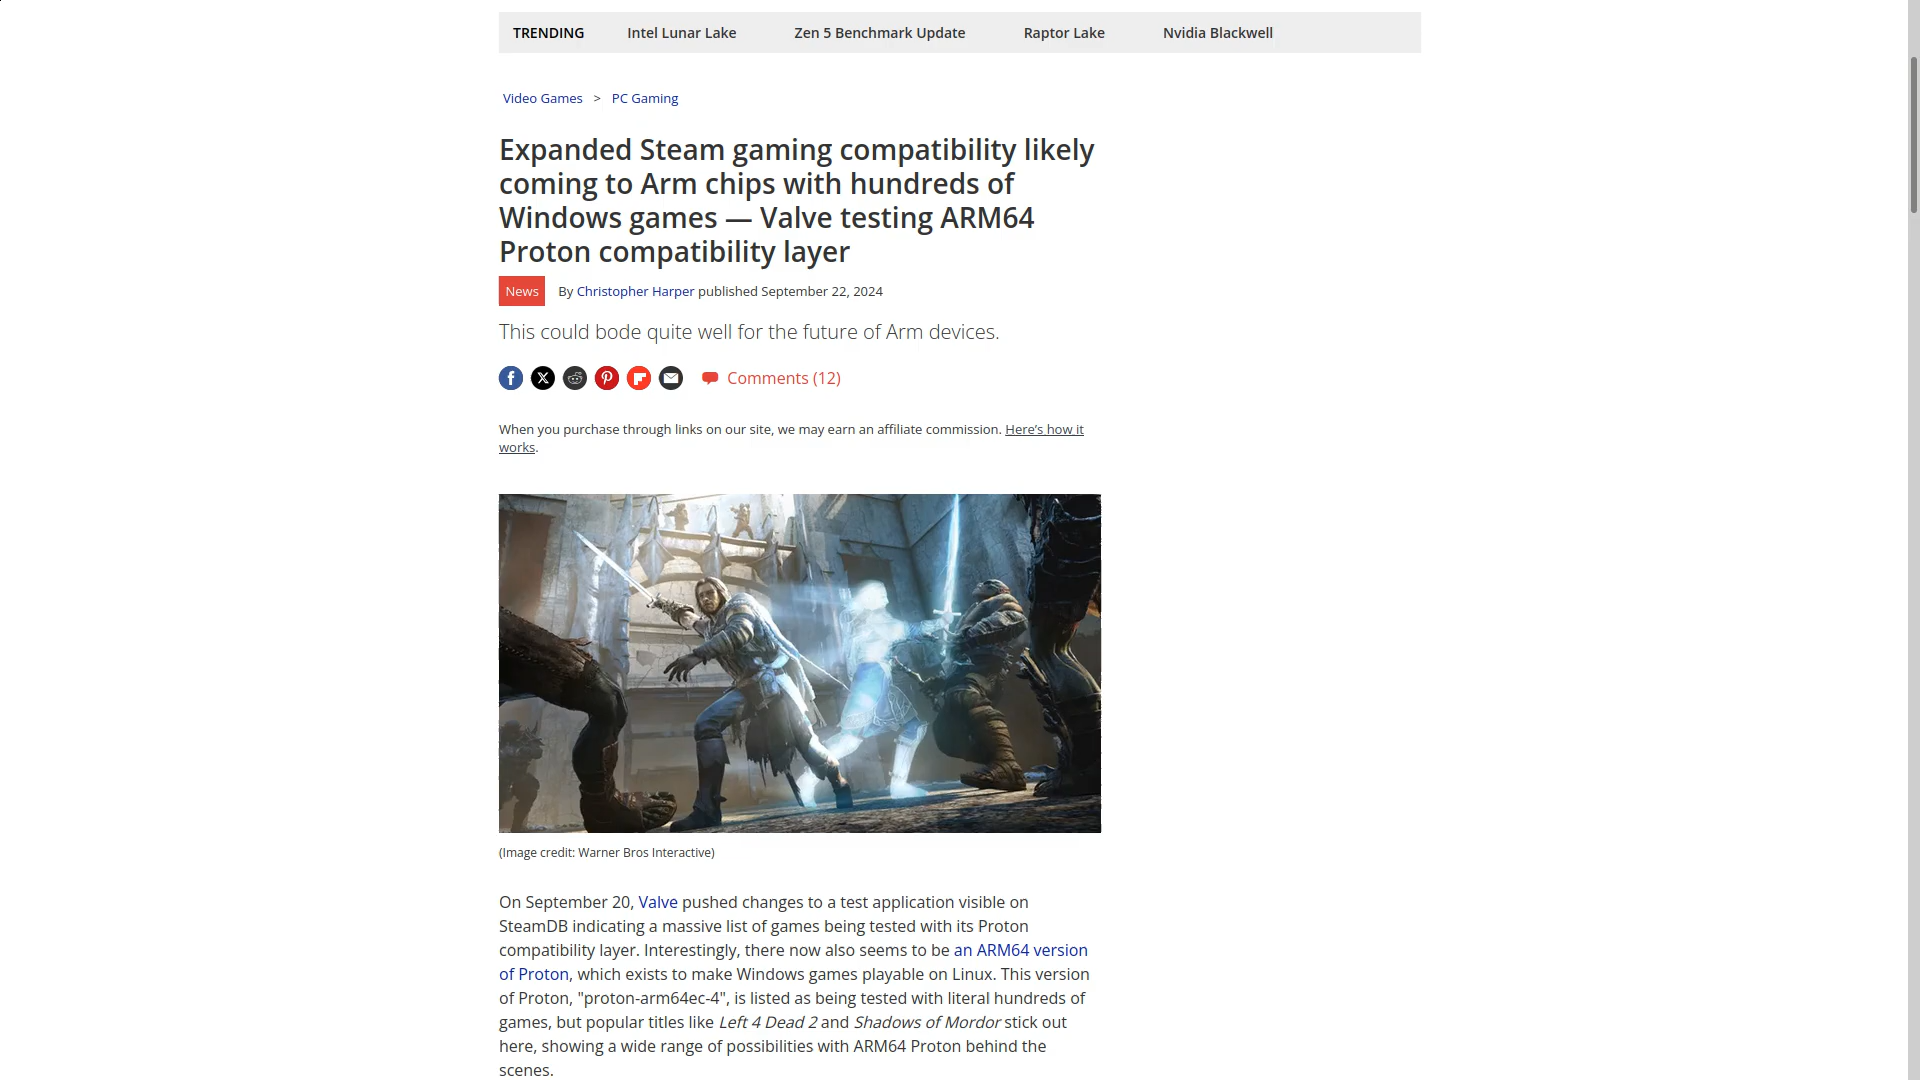 TRENDING Intel Lunar Lake Zen 5 Benchmark Update Raptor Lake Nvidia Blackwell
Video Games > PC Gaming
Expanded Steam gaming compatibility likely
coming to Arm chips with hundreds of
Windows games — Valve testing ARM64
Proton compatibility layer
News By Christopher Harper published September 22, 2024
This could bode quite well for the future of Arm devices.
Comments (12)
When you purchase through links on our site, we may earn an affiliate commission. Here’s how it
works.
(Image credit: Warner Bros Interactive)
On September 20, Valve pushed changes to a test application visible on
SteamDB indicating a massive list of games being tested with its Proton
compatibility layer. Interestingly, there now also seems to be an ARM64 version
of Proton, which exists to make Windows games playable on Linux. This version
of Proton, "proton-arm64ec-4", is listed as being tested with literal hundreds of
games, but popular titles like Left 4 Dead 2 and Shadows of Mordor stick out
here, showing a wide range of possibilities with ARM64 Proton behind the
scenes.